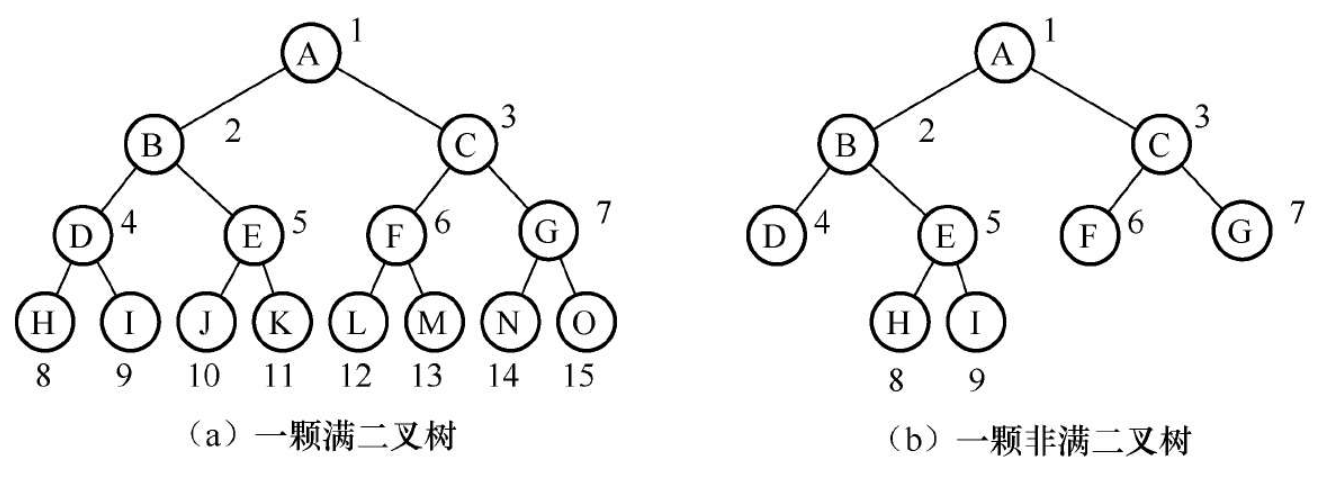 A 1 A 1
B 2 C 3 B 2 C 3
D 4 E 5 F 6 G 7 D 4 E 5 F 6 G 7
H I J K L M N O H I
8 9 10 11 12 13 14 15 8 9
（a）一颗满二叉树 （b）一颗非满二叉树